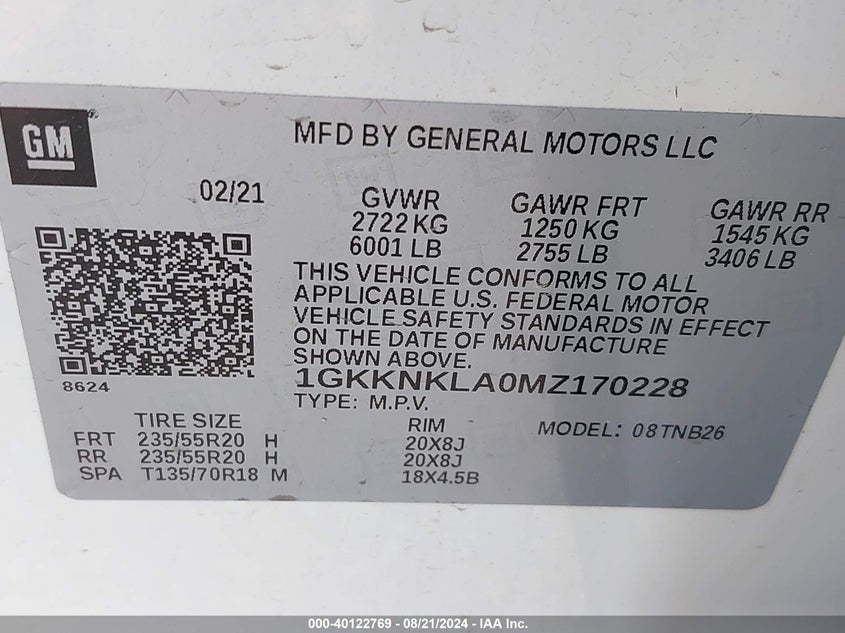 GM
MFD BY GENERAL MOTORS LLC
02/21
GVWR
2722 KG
6001 LB
GAWR FRT
1250 KG
2755 LB
GAWR RR
1545 KG
3406 LB
THIS VEHICLE CONFORMS TO ALL
APPLICABLE U.S. FEDERAL MOTOR
VEHICLE SAFETY STANDARDS IN EFFECT
ON THE DATE OF MANUFACTURE
SHOWN ABOVE.
8624
1GKKNKLA0MZ170228
TYPE: M.P.V.
TIRE SIZE
RIM
MODEL: 08TNB26
FRT 235/55R20 H 20X8J
RR 235/55R20 H 20X8J
SPA T135/70R18 M 18X4.5B
000-40122769 - 08/21/2024 - IAA Inc.